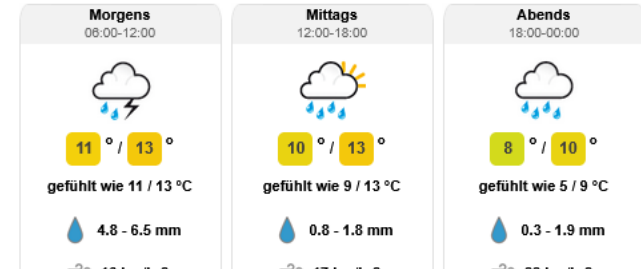 Morgens
06:00-12:00
11 ° / 13 °
gefühlt wie 11 / 13 °C
4.8 - 6.5 mm
Mittags
12:00-18:00
10 ° / 13 °
gefühlt wie 9 / 13 °C
0.8 - 1.8 mm
Abends
18:00-00:00
8 ° / 10 °
gefühlt wie 5 / 9 °C
0.3 - 1.9 mm